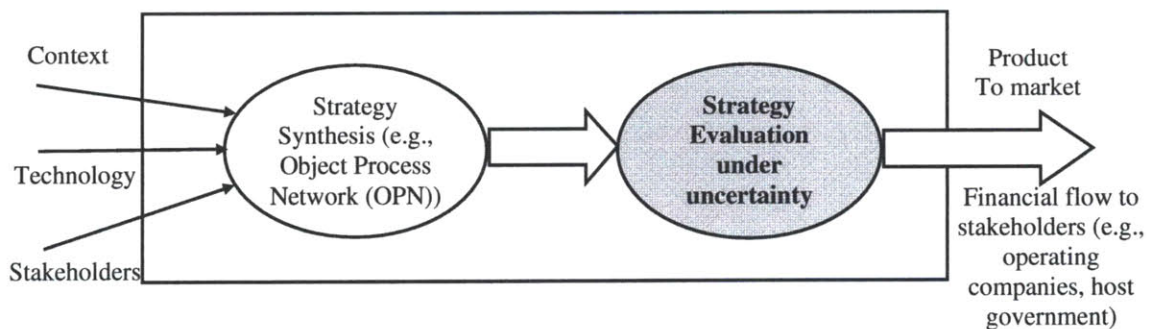 Context
Technology
Stakeholders
Strategy
Synthesis (e.g.,
Object Process
Network (OPN))
Strategy
Evaluation
under
uncertainty
Product
To market
Financial flow to
stakeholders (e.g.,
operating
companies, host
government)